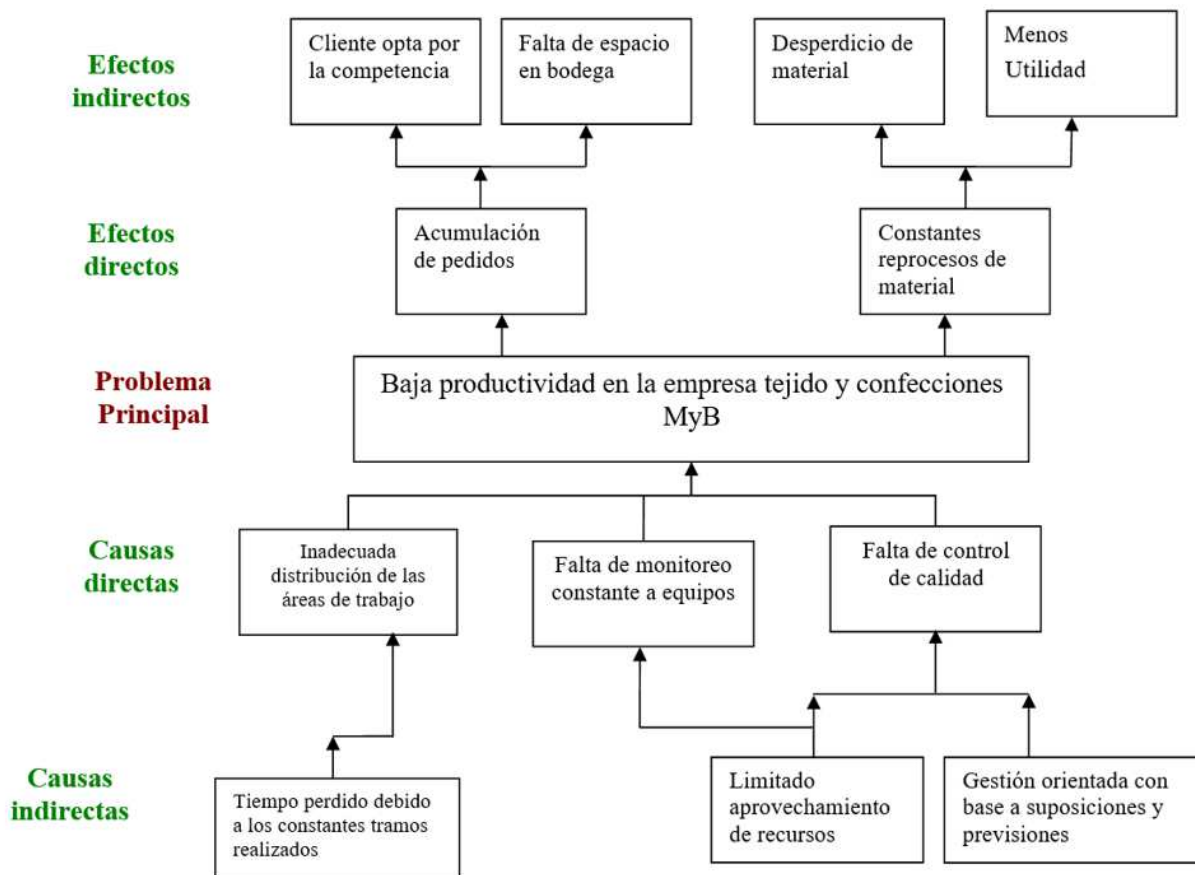 Efectos
indirectos
Cliente opta por
la competencia
Falta de espacio
en bodega
Desperdicio de
material
Menos
Utilidad
Efectos
directos
Acumulación
de pedidos
Constantes
reprocesos de
material
Problema
Principal
Baja productividad en la empresa tejido y confecciones
MyB
Causas
directas
Inadecuada
distribución de las
áreas de trabajo
Falta de monitoreo
constante a equipos
Falta de control
de calidad
Causas
indirectas
Tiempo perdido debido
a los constantes tramos
realizados
Limitado
aprovechamiento
de recursos
Gestión orientada con
base a suposiciones y
previsiones